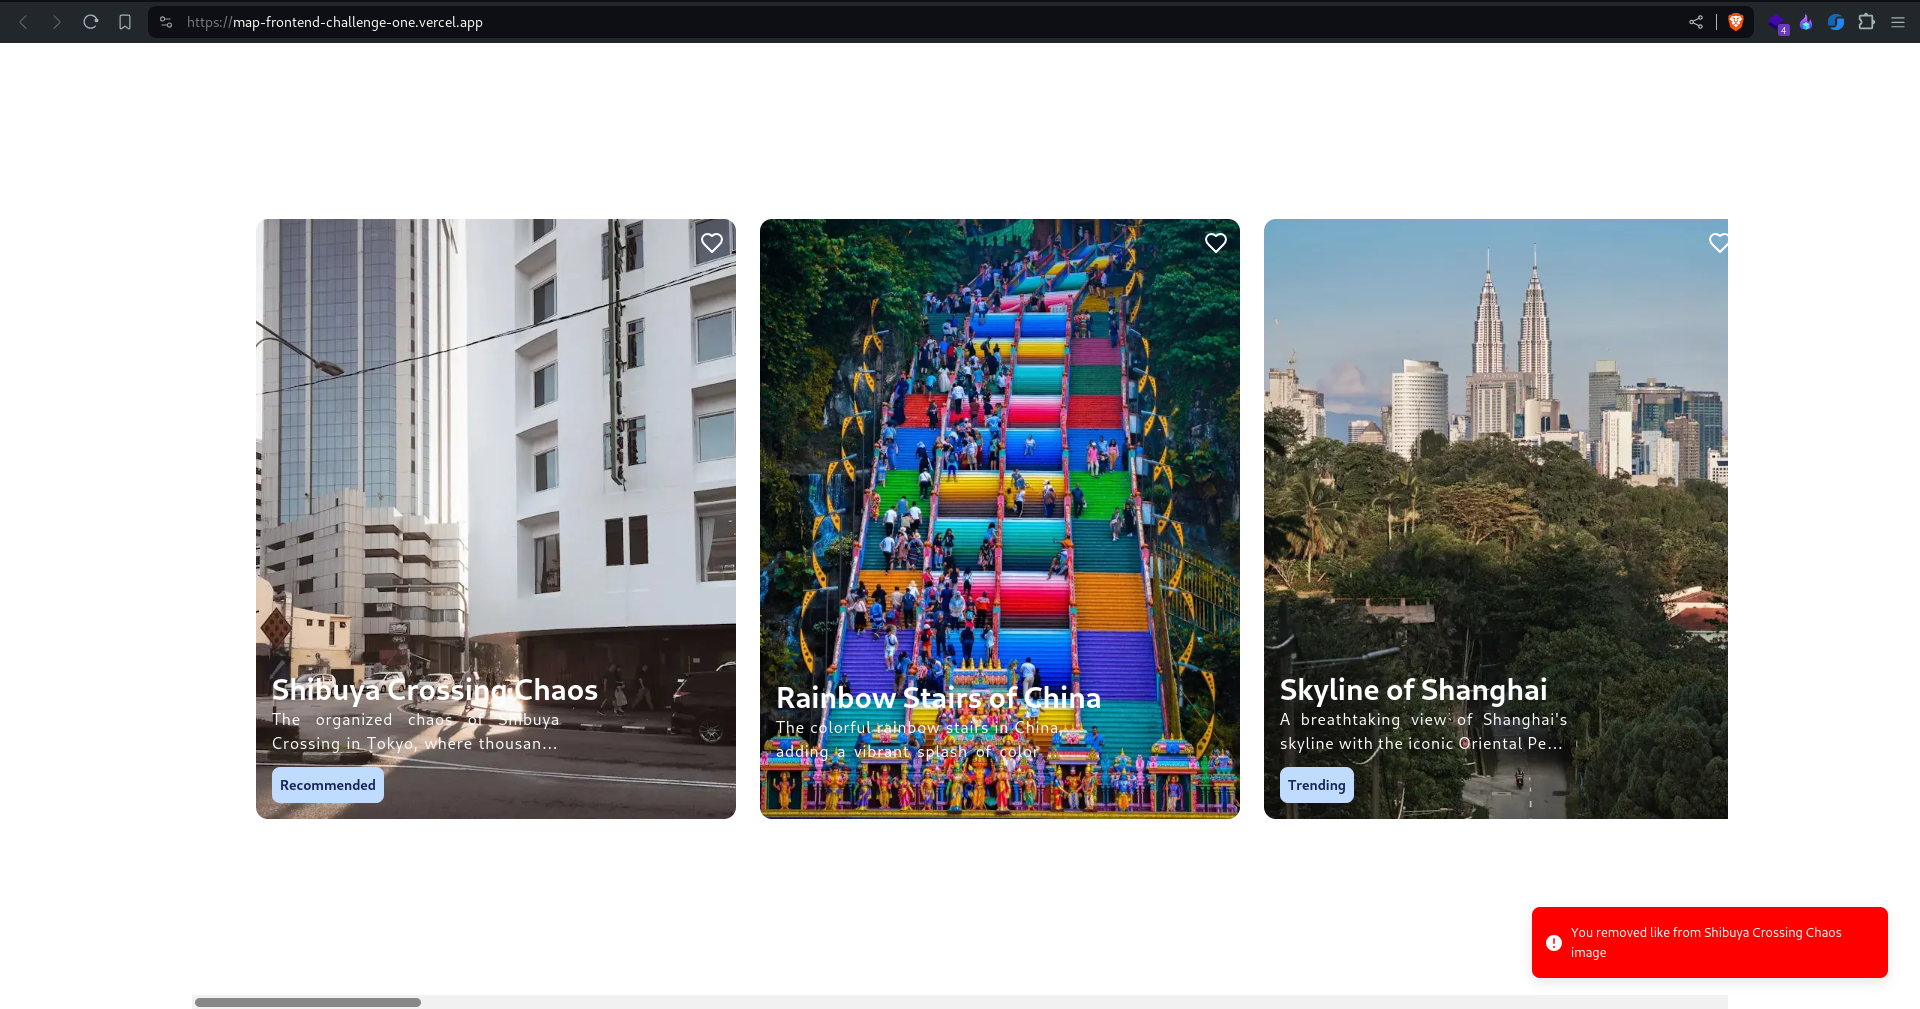 https://map-frontend-challenge-one.vercel.app
4
Shibuya Crossing Chaos
The organized chaos of Shibuya
Crossing in Tokyo, where thousan...
Recommended
Rainbow Stairs of China
The colorful rainbow stairs in China,
adding a vibrant splash of color ...
Skyline of Shanghai
A breathtaking view of Shanghai's
skyline with the iconic Oriental Pe...
Trending
You removed like from Shibuya Crossing Chaos
image